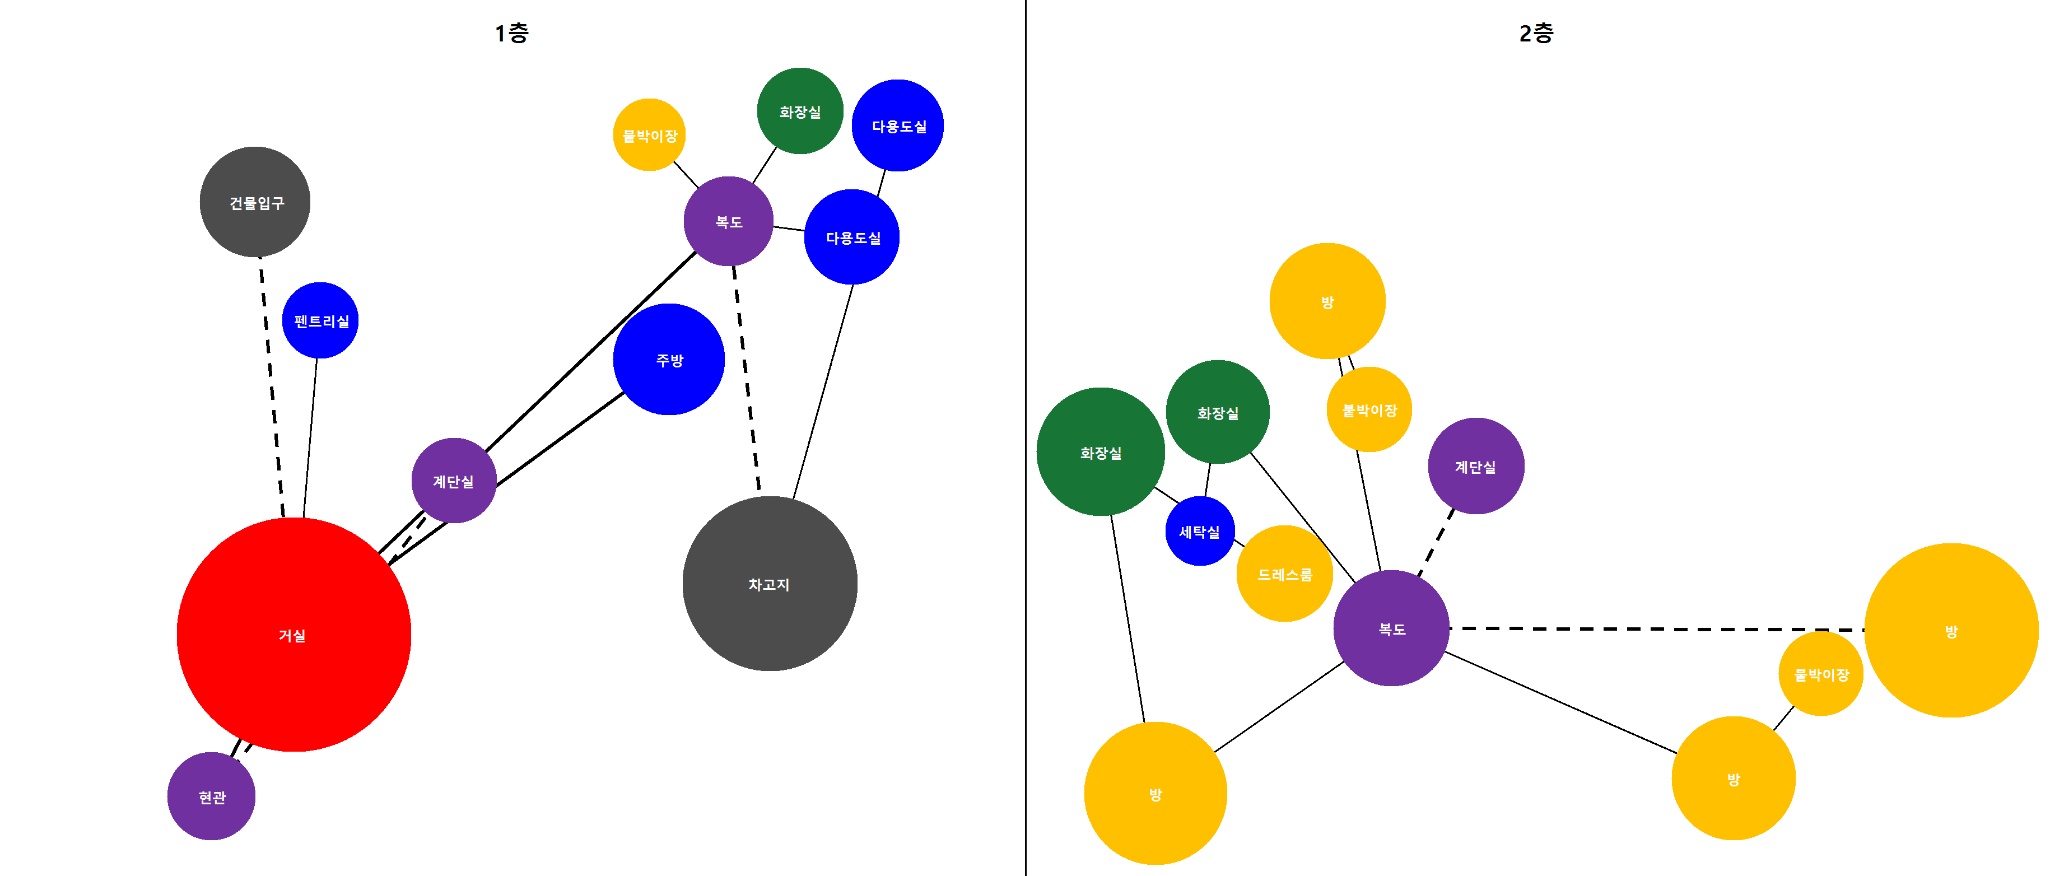 1층
2층
붙박이장
화장실
다용도실
건물입구
복도
다용도실
펜트리실
주방
계단실
차고지
거실
현관
방
화장실
붙박이장
화장실
계단실
세탁실
드레스룸
복도
방
붙박이장
방
방